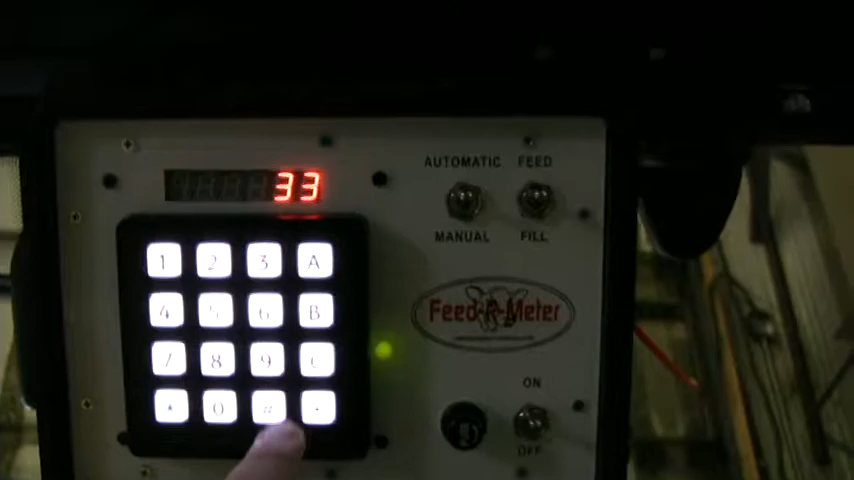 AUTOMATIC FEED
33
MANUAL FILL
1 2 3 A
4 5 6 B
7 8 9 C
* 0 #
Feed-R-Meter
ON
OFF